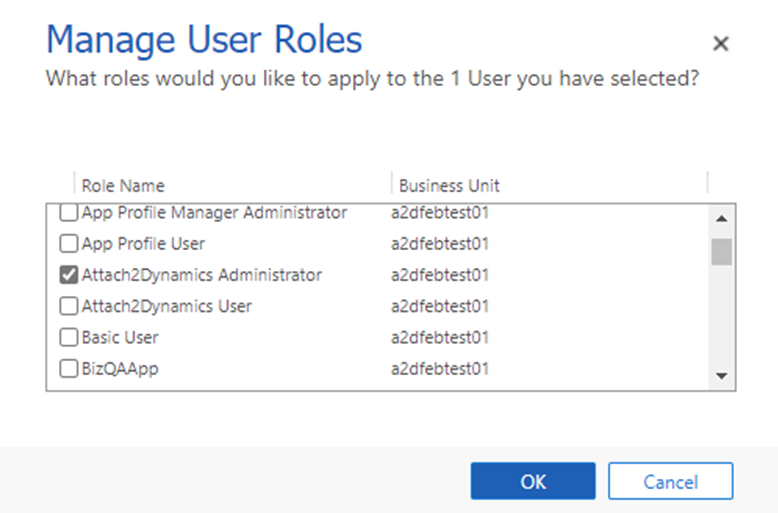 Manage User Roles
What roles would you like to apply to the 1 User you have selected?
Role Name Business Unit
App Profile Manager Administrator a2dfebtest01
App Profile User a2dfebtest01
Attach2Dynamics Administrator a2dfebtest01
Attach2Dynamics User a2dfebtest01
Basic User a2dfebtest01
BizQAApp a2dfebtest01
OK Cancel